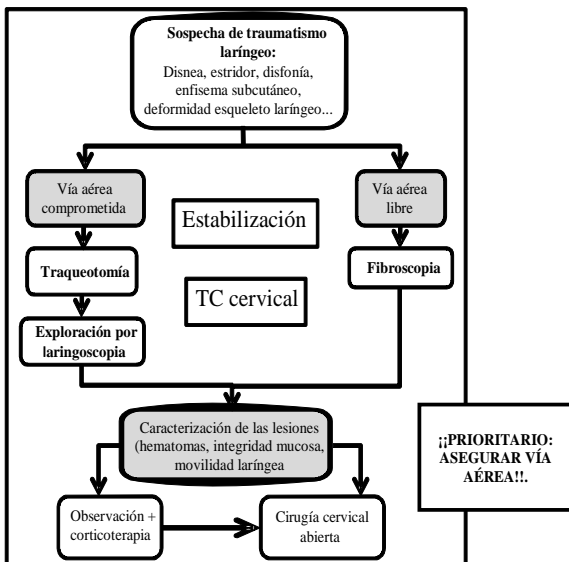 Sospecha de traumatismo
laríngeo:
Disnea, estridor, disfonía,
enfisema subcutáneo,
deformidad esqueleto laríngeo...
Vía aérea
comprometida
Vía aérea
libre
Estabilización
Traqueotomía
Fibroscopia
TC cervical
Exploración por
laringoscopia
Caracterización de las lesiones
(hematomas, integridad mucosa,
movilidad laríngea
¡¡PRIORITARIO:
ASEGURAR VÍA
AÉREA!!.
Observación +
corticoterapia
Cirugía cervical
abierta